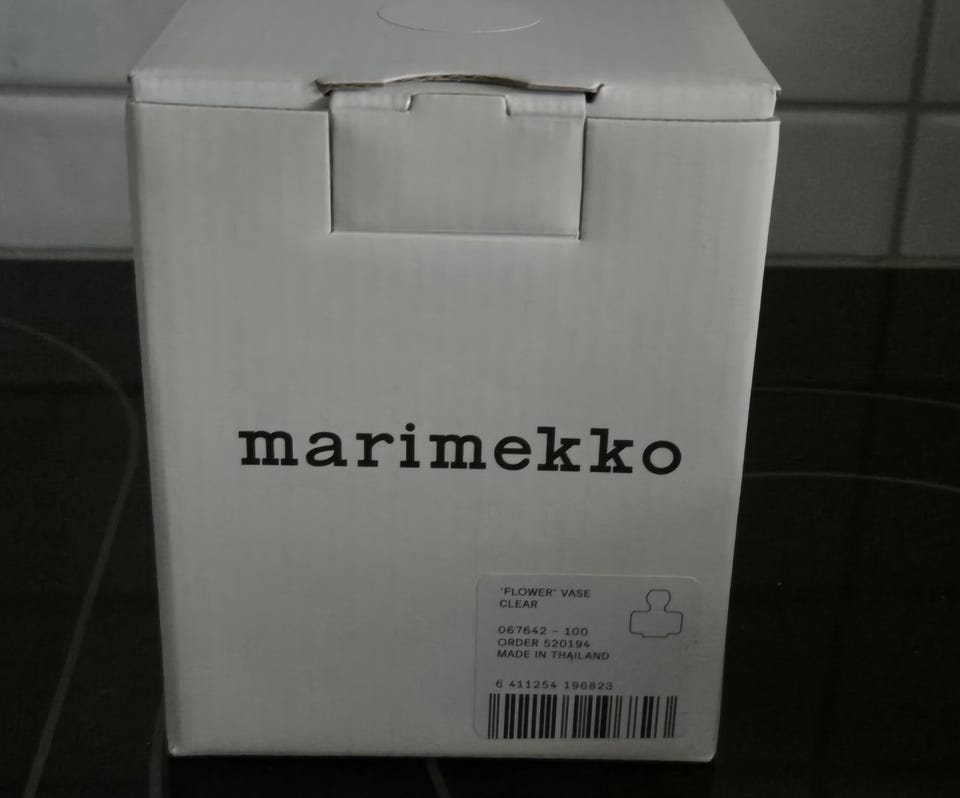 marimekko
'FLOWER' VASE
CLEAR
067642 - 100
ORDER 520194
MADE IN THAILAND
6 411254 196823